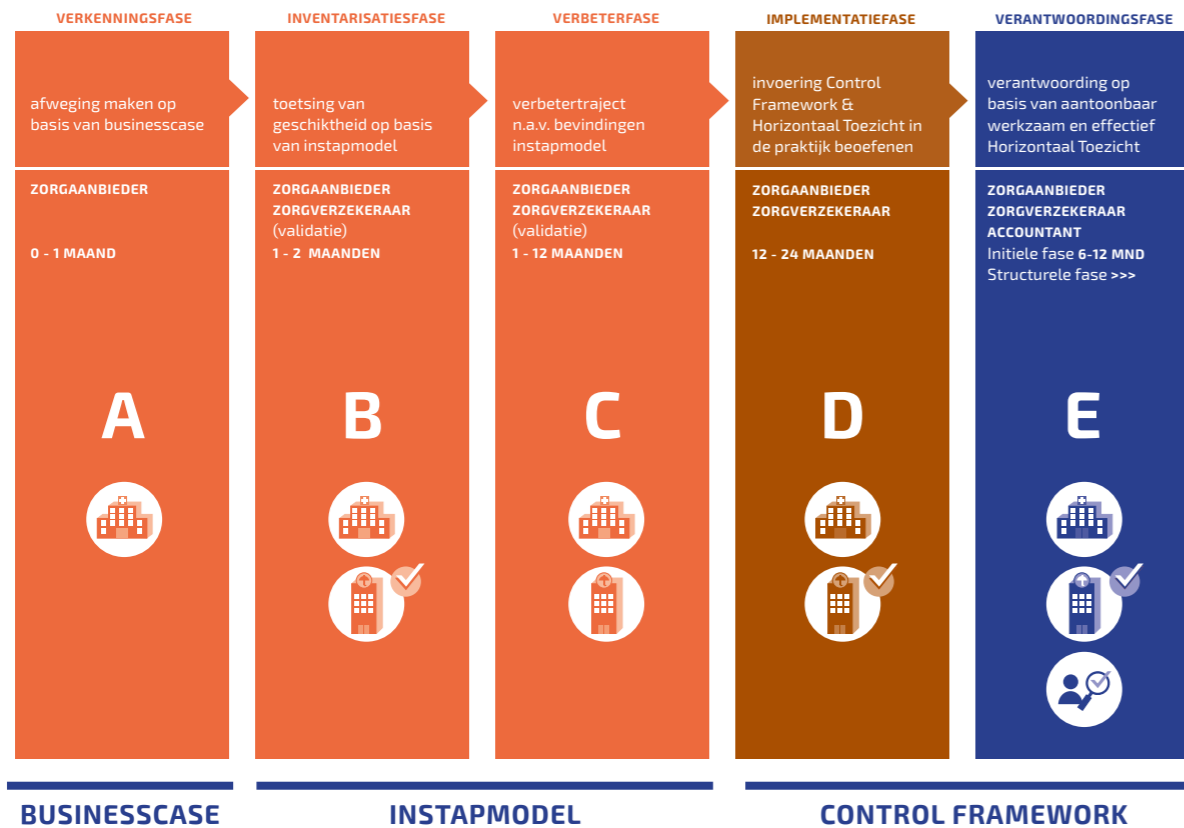 VERKENNINGSFASE
afweging maken op
basis van businesscase
ZORGAANBIEDER
0 - 1 MAAND
A
INVENTARISATIESFASE
toetsing van
geschiktheid op basis
van instapmodel
ZORGAANBIEDER
ZORGVERZEKERAAR
(validatie)
1 - 2 MAANDEN
B
VERBETERFASE
verbetertraject
n.a.v. bevindingen
instapmodel
ZORGAANBIEDER
ZORGVERZEKERAAR
(validatie)
1 - 12 MAANDEN
C
IMPLEMENTATIEFASE
invoering Control
Framework &
Horizontaal Toezicht in
de praktijk beoefenen
ZORGAANBIEDER
ZORGVERZEKERAAR
12 - 24 MAANDEN
D
VERANTWOORDINGSFASE
verantwoording op
basis van aantoonbaar
werkzaam en effectief
Horizontaal Toezicht
ZORGAANBIEDER
ZORGVERZEKERAAR
ACCOUNTANT
Initiele fase 6-12 MND
Structurele fase >>>
E
BUSINESSCASE
INSTAPMODEL
CONTROL FRAMEWORK